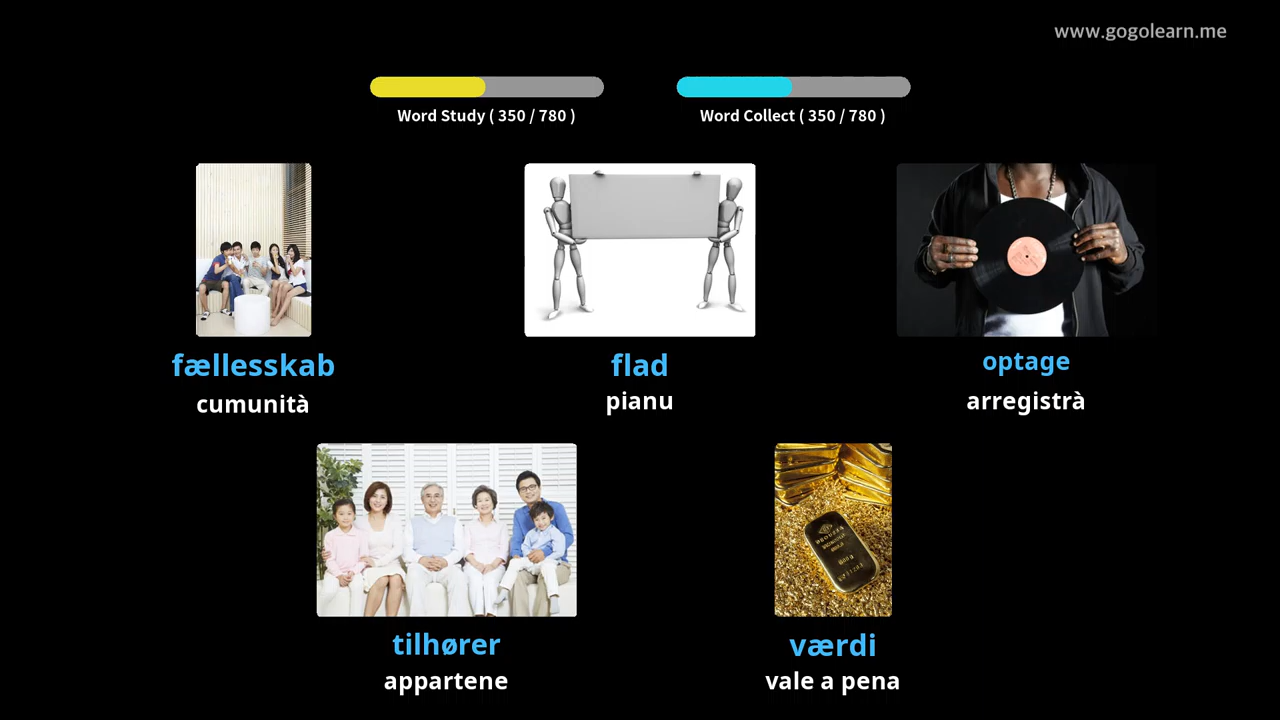 www.gogolearn.me
Word Study ( 350 / 780 )
Word Collect ( 350 / 780 )
fællesskab
cumunità
flad
pianu
optage
arregistrà
tilhører
appartene
værdi
vale a pena